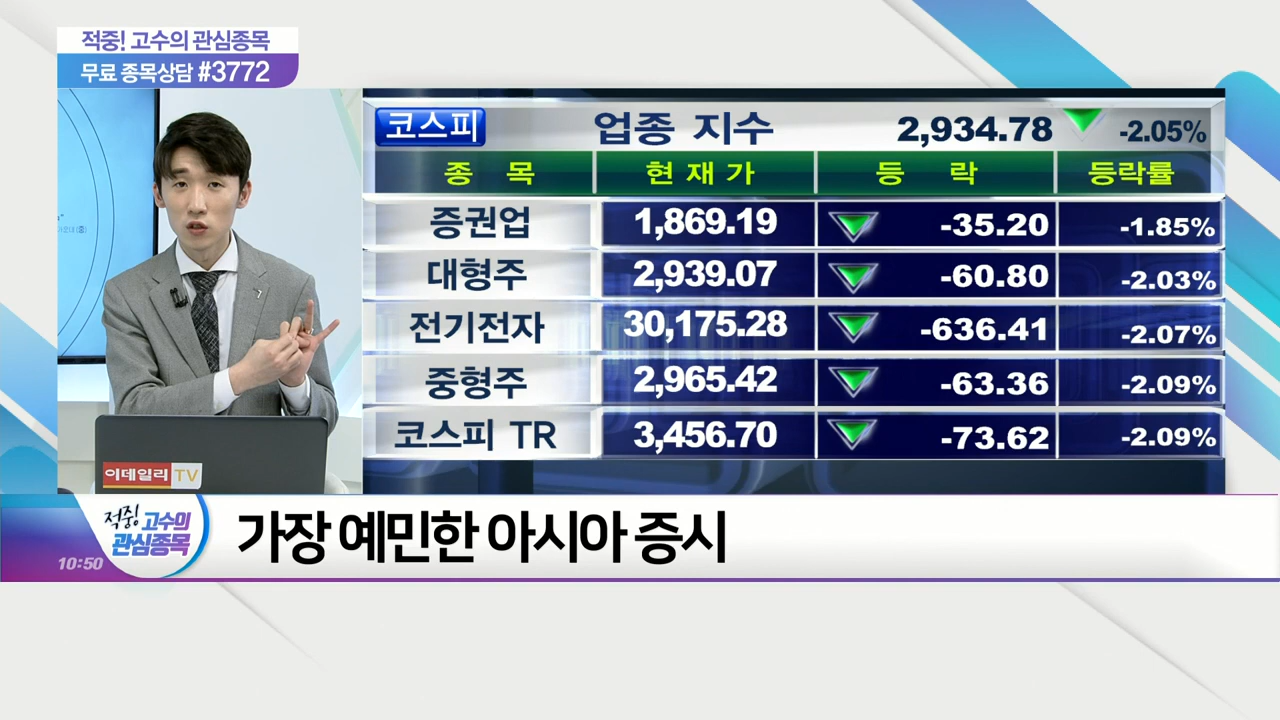 적중! 고수의 관심종목
무료 종목상담 #3772
코스피 업종 지수 2,934.78 -2.05%
종 목 현 재 가 등 락 등락률
증권업 1,869.19 -35.20 -1.85%
대형주 2,939.07 -60.80 -2.03%
전기전자 30,175.28 -636.41 -2.07%
중형주 2,965.42 -63.36 -2.09%
코스피 TR 3,456.70 -73.62 -2.09%
이데일리 TV
적중! 고수의
관심종목
10:50
가장 예민한 아시아 증시